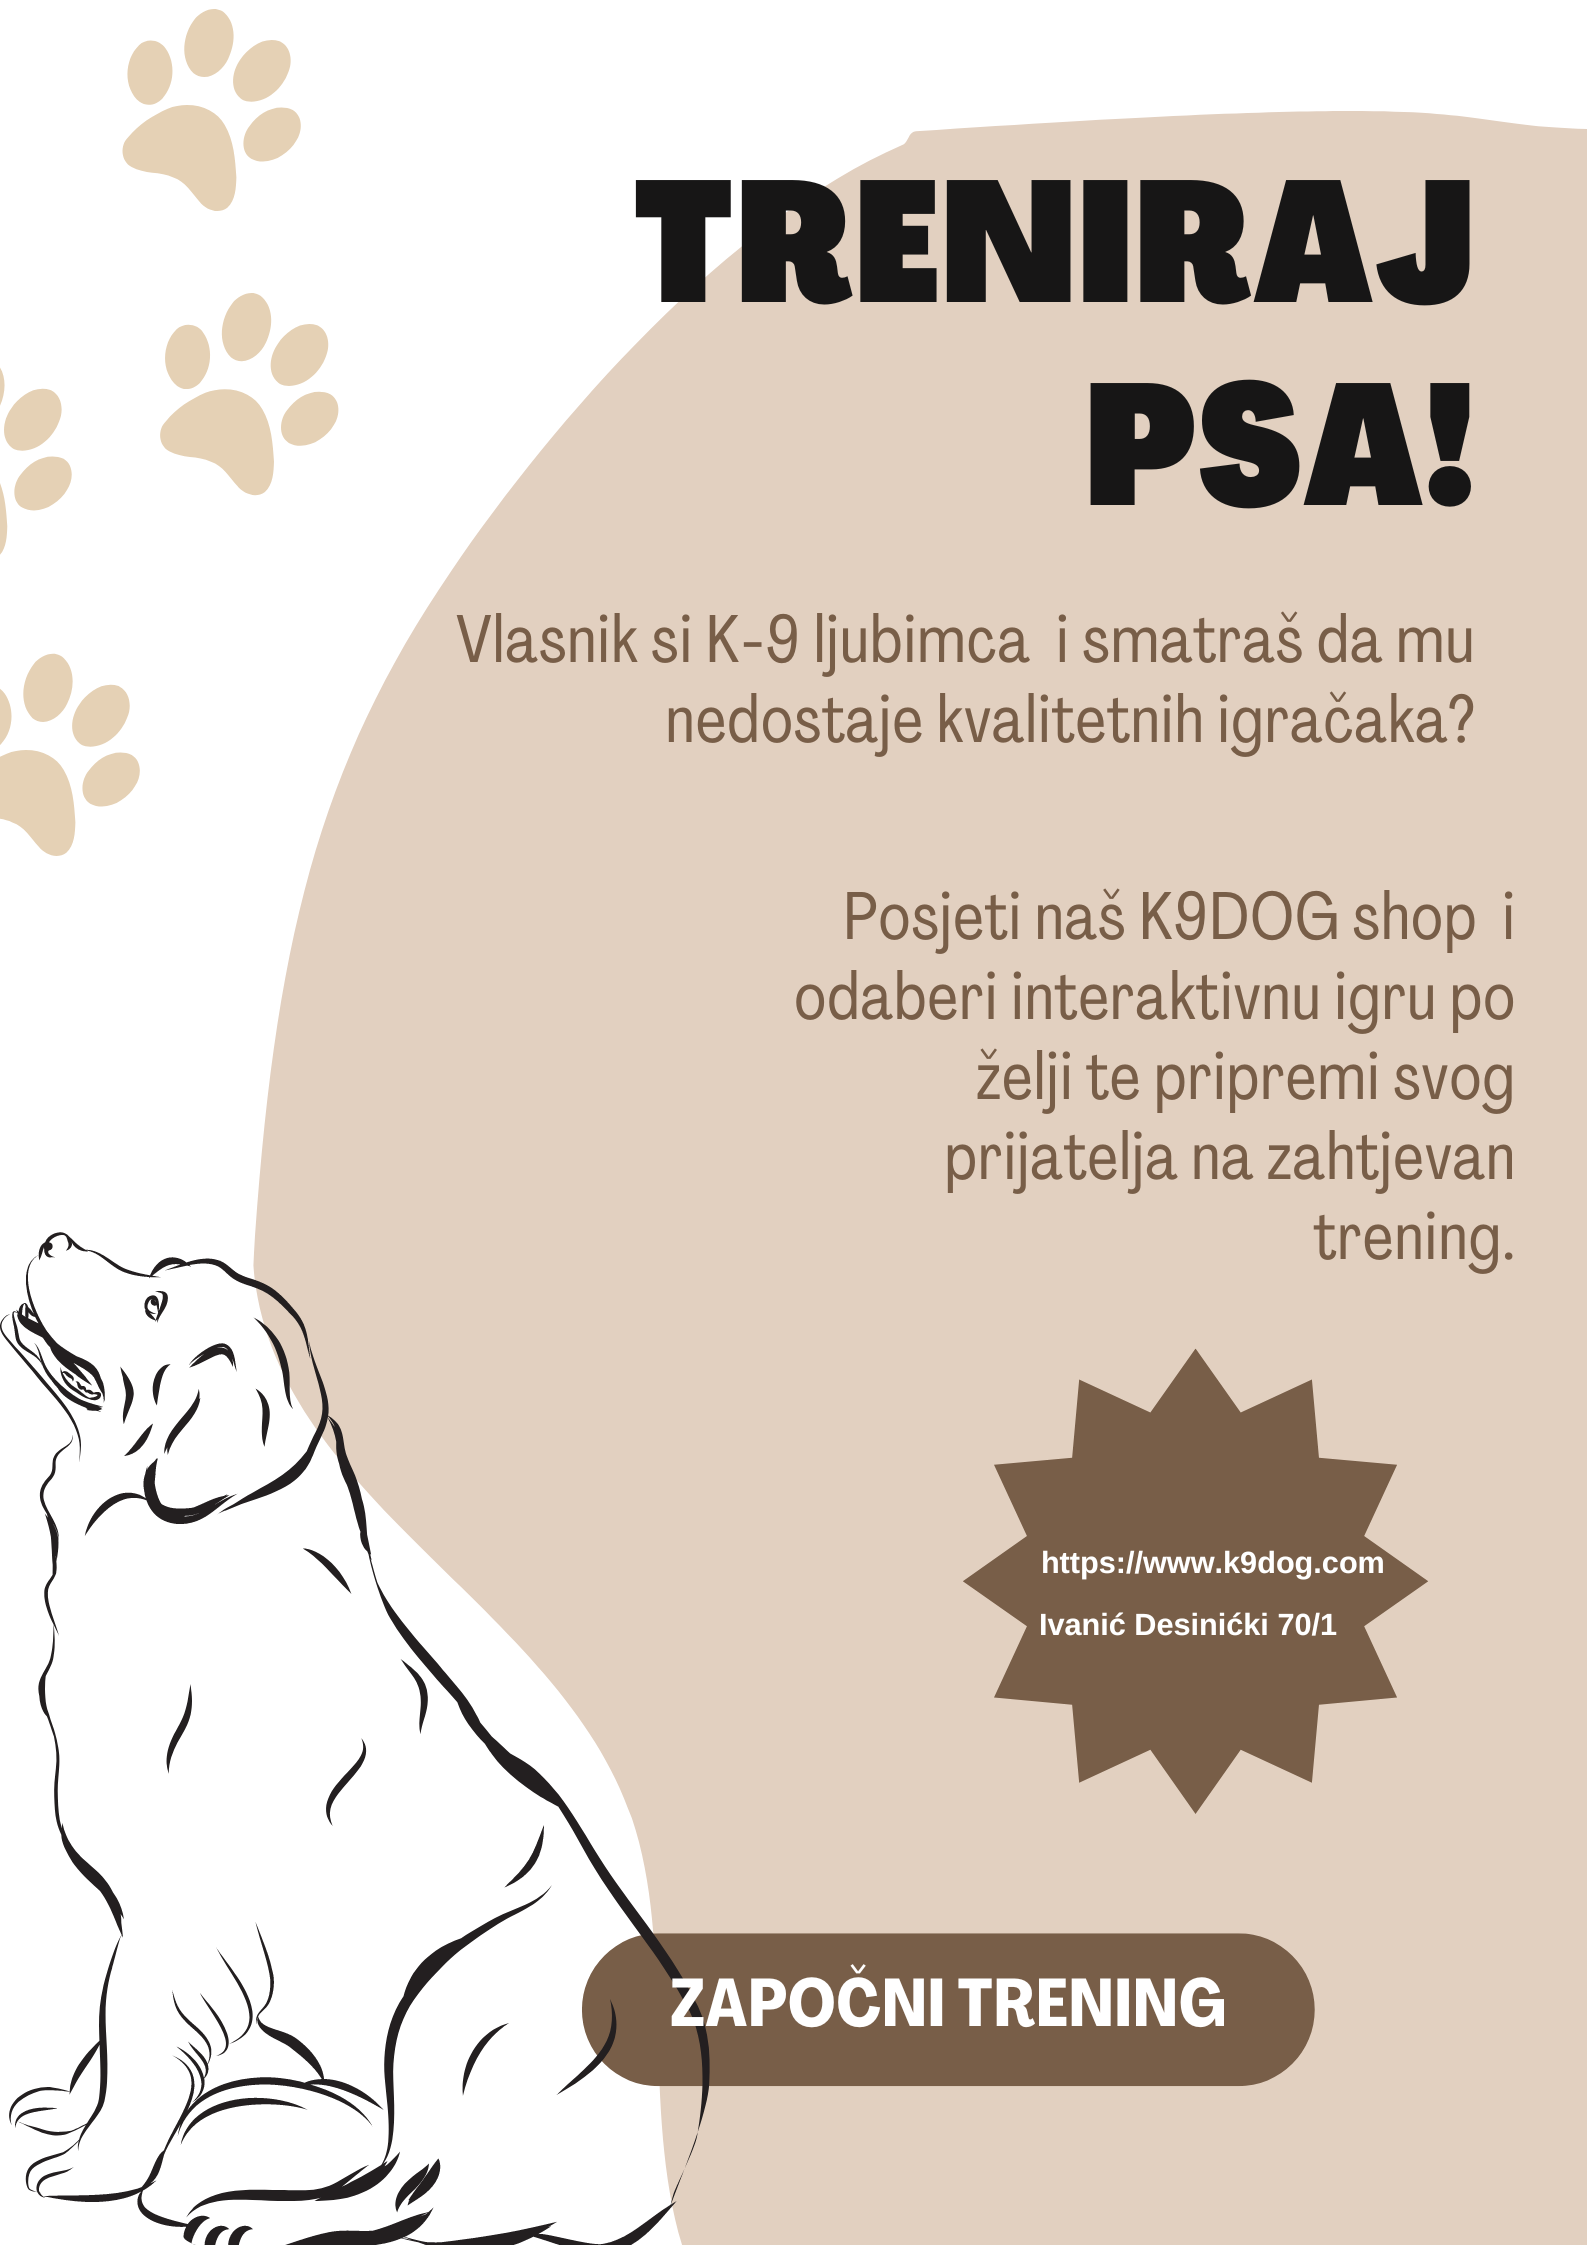 TRENIRAJ
PSA!
Vlasnik si K-9 ljubimca  i smatraš da mu
nedostaje kvalitetnih igračaka?
Posjeti naš K9DOG shop  i
odaberi interaktivnu igru po
želji te pripremi svog
prijatelja na zahtjevan
trening.
https://www.k9dog.com
Ivanić Desinićki 70/1
ZAPOČNI TRENING